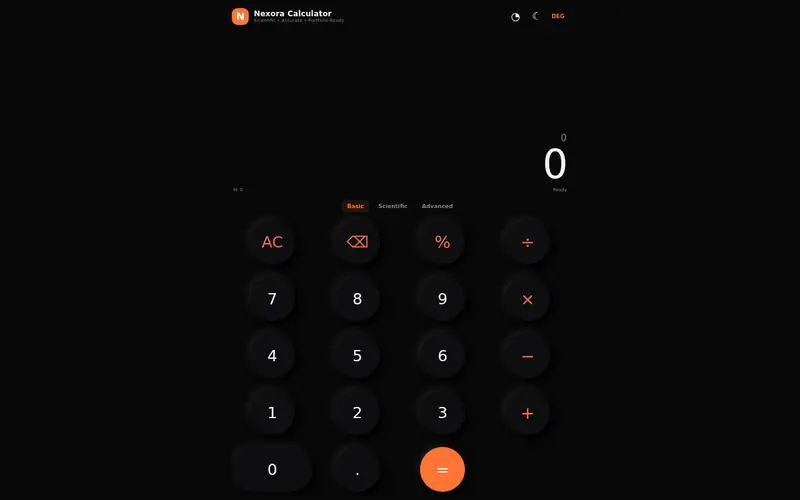 N Nexora Calculator
Scientific • Accurate • Portfolio Ready
DEG
0
0
M: 0 Ready
Basic Scientific Advanced
AC ⌫ % ÷
7 8 9 ×
4 5 6 −
1 2 3 +
0 . =